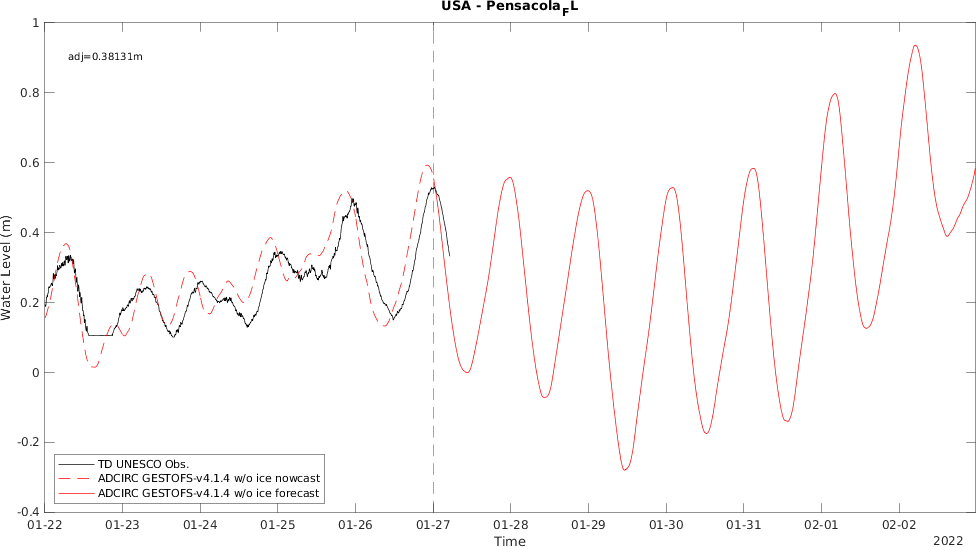 USA - Pensacola_FL
adj=0.38131m
1
0.8
0.6
0.4
0.2
0
-0.2
-0.4
Water Level (m)
TD UNESCO Obs.
ADCIRC GESTOFS-v4.1.4 w/o ice nowcast
ADCIRC GESTOFS-v4.1.4 w/o ice forecast
01-22 01-23 01-24 01-25 01-26 01-27 01-28 01-29 01-30 01-31 02-01 02-02
Time
2022